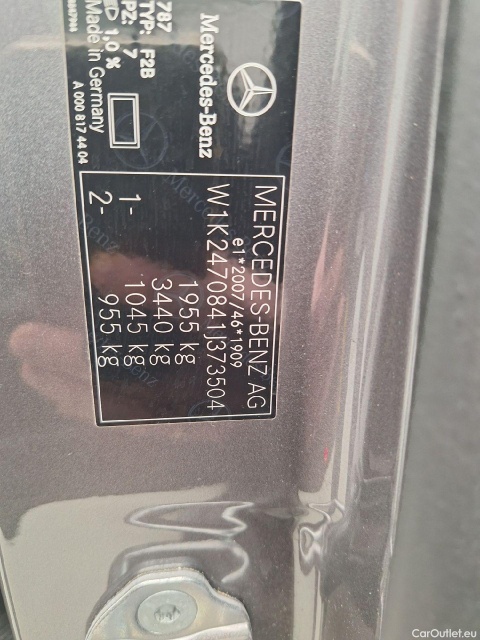 Mercedes-Benz
787
TYP: F2B
PZ: 7
D 1,0 %
Made in Germany
A 000 817 44 04
MERCEDES-BENZ AG
e1*2007/46*1909
W1K2470841J373504
1955 kg
3440 kg
1- 1045 kg
2- 955 kg
CarOutlet.eu